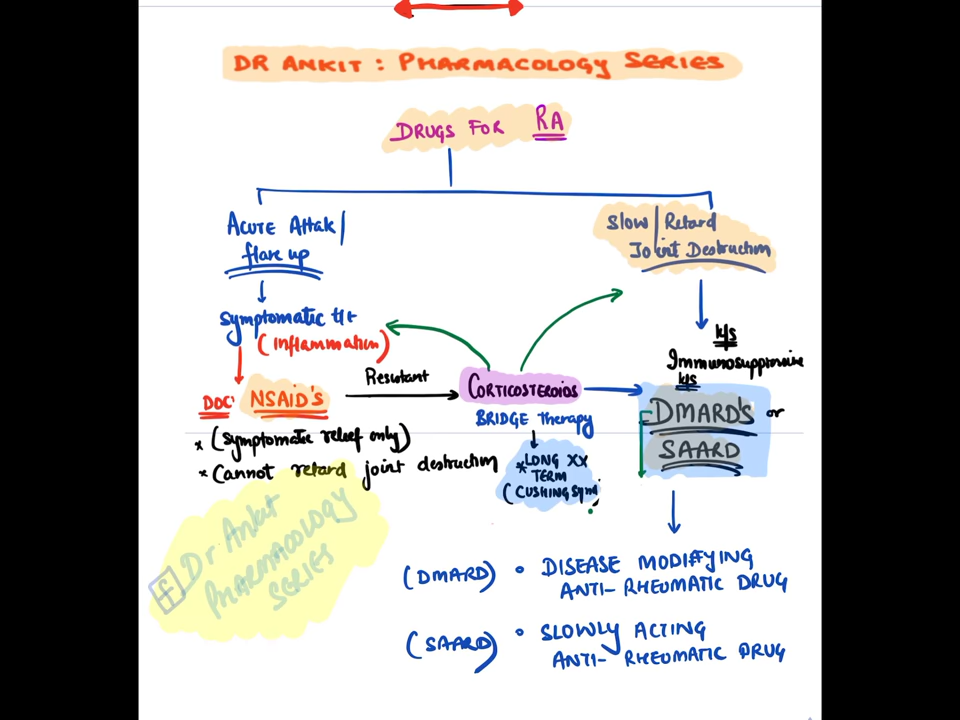 DR ANKIT : PHARMACOLOGY SERIES
DRUGS FOR RA
ACUTE Attak/
flare up
Slow/Retard
Joint Destruction
Symptomatic t/t
(Inflammation)
DOC: NSAID'S
* (Symptomatic relief only)
* Cannot retard joint destruction
Resistant
CORTICOSTEROIDS
BRIDGE Therapy
* LONG XX
TERM
(CUSHING Synd)
k/s
Immunosuppressive
k/s
DMARD'S or
SAARD
Dr Ankit
PHARMACOLOGY
SERIES
(DMARD) • DISEASE MODIFYING
ANTI-RHEUMATIC DRUG
(SAARD) • SLOWLY ACTING
ANTI-RHEUMATIC DRUG